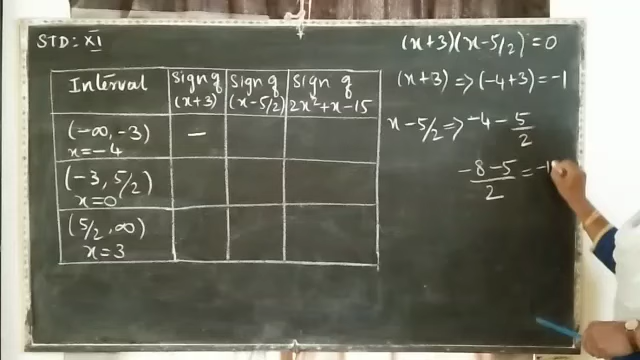 STD: XI
(x+3)(x-5/2)=0
Interval | Sign of (x+3) | Sign of (x-5/2) | Sign of 2x²+x-15
(-∞, -3) x=-4 | -
(-3, 5/2) x=0
(5/2, ∞) x=3
(x+3) => (-4+3) = -1
x-5/2 => -4 - 5/2
-8-5/2 = -1